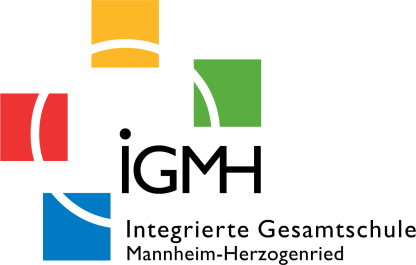 iGMH
Integrierte Gesamtschule
Mannheim-Herzogenried